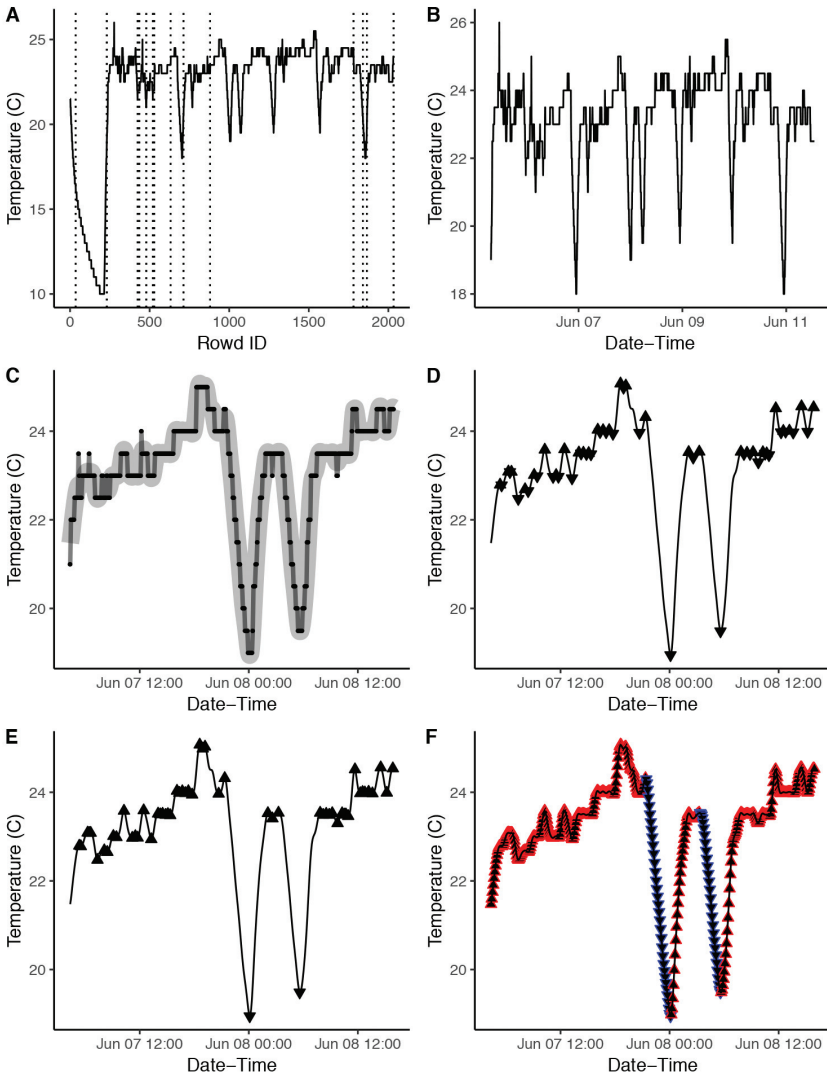 A
25
20
15
10
Temperature (C)
0 500 1000 1500 2000
Rowd ID
B
26
24
22
20
18
Temperature (C)
Jun 07 Jun 09 Jun 11
Date−Time
C
24
22
20
Temperature (C)
Jun 07 12:00 Jun 08 00:00 Jun 08 12:00
Date−Time
D
24
22
20
Temperature (C)
Jun 07 12:00 Jun 08 00:00 Jun 08 12:00
Date−Time
E
24
22
20
Temperature (C)
Jun 07 12:00 Jun 08 00:00 Jun 08 12:00
Date−Time
F
24
22
20
Temperature (C)
Jun 07 12:00 Jun 08 00:00 Jun 08 12:00
Date−Time